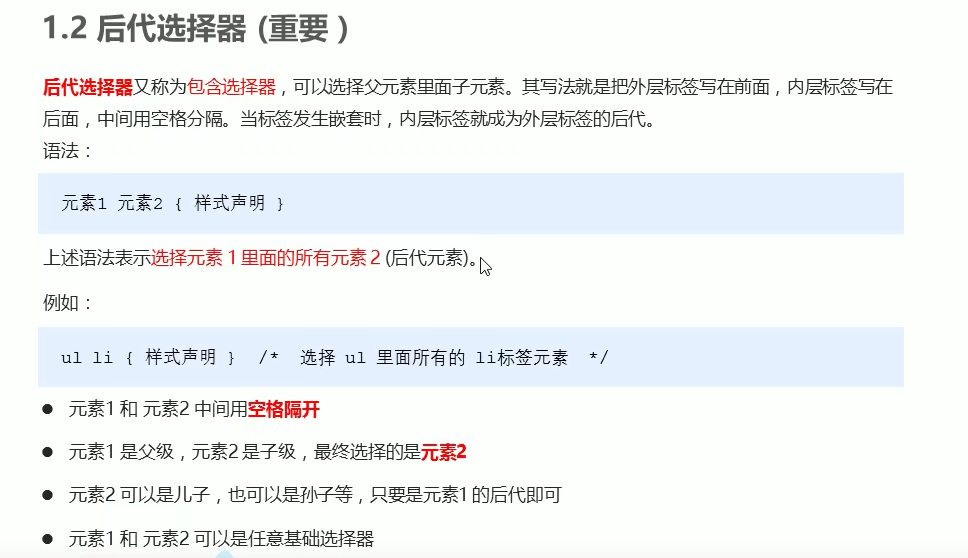 1.2 后代选择器 (重要 )
后代选择器又称为包含选择器，可以选择父元素里面子元素。其写法就是把外层标签写在前面，内层标签写在
后面，中间用空格分隔。当标签发生嵌套时，内层标签就成为外层标签的后代。
语法：
元素1 元素2 { 样式声明 }
上述语法表示选择元素 1 里面的所有元素 2 (后代元素)。
例如：
ul li { 样式声明 } /* 选择 ul 里面所有的 li标签元素 */
● 元素1 和 元素2 中间用空格隔开
● 元素1 是父级，元素2 是子级，最终选择的是元素2
● 元素2 可以是儿子，也可以是孙子等，只要是元素1 的后代即可
● 元素1 和 元素2 可以是任意基础选择器